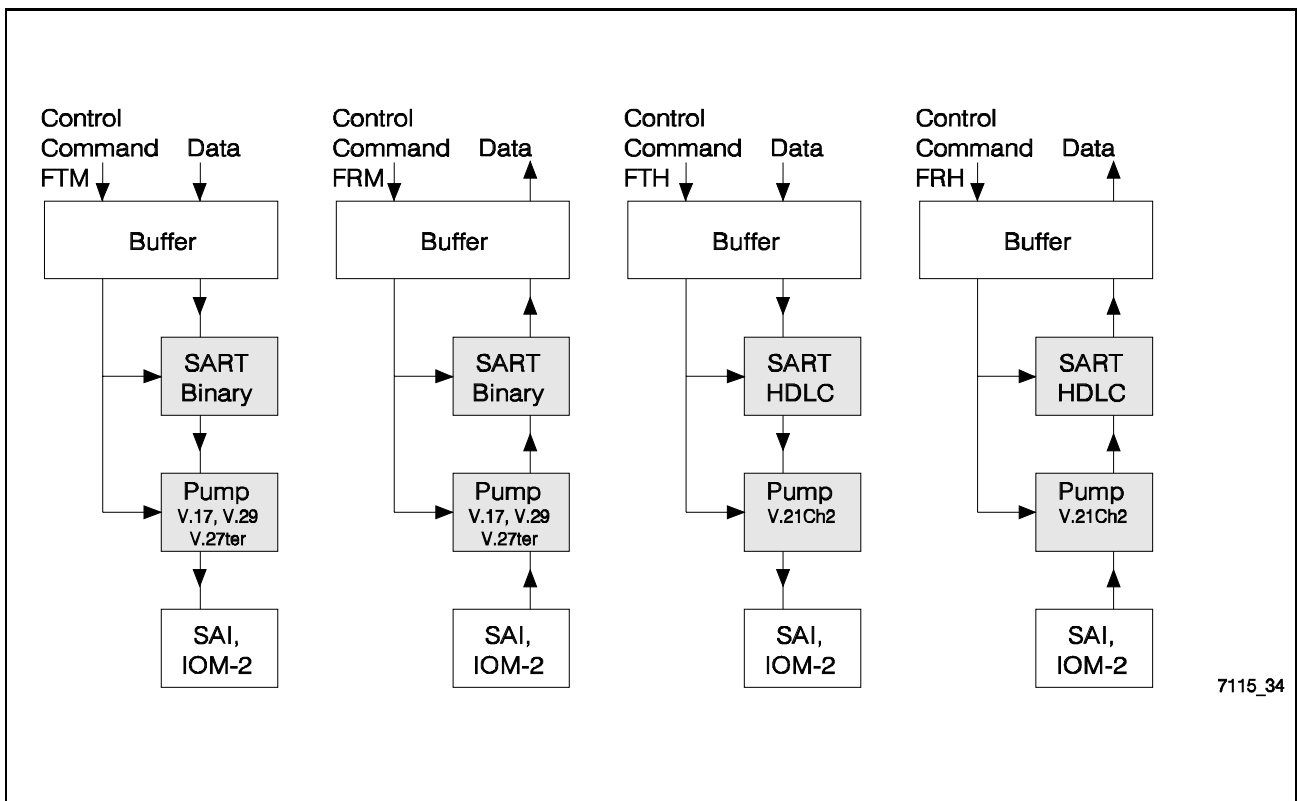 Control
Command Data
FTM
Buffer
SART
Binary
Pump
V.17, V.29
V.27ter
SAI,
IOM-2
Control
Command Data
FRM
Buffer
SART
Binary
Pump
V.17, V.29
V.27ter
SAI,
IOM-2
Control
Command Data
FTH
Buffer
SART
HDLC
Pump
V.21Ch2
SAI,
IOM-2
Control
Command Data
FRH
Buffer
SART
HDLC
Pump
V.21Ch2
SAI,
IOM-2
7115_34